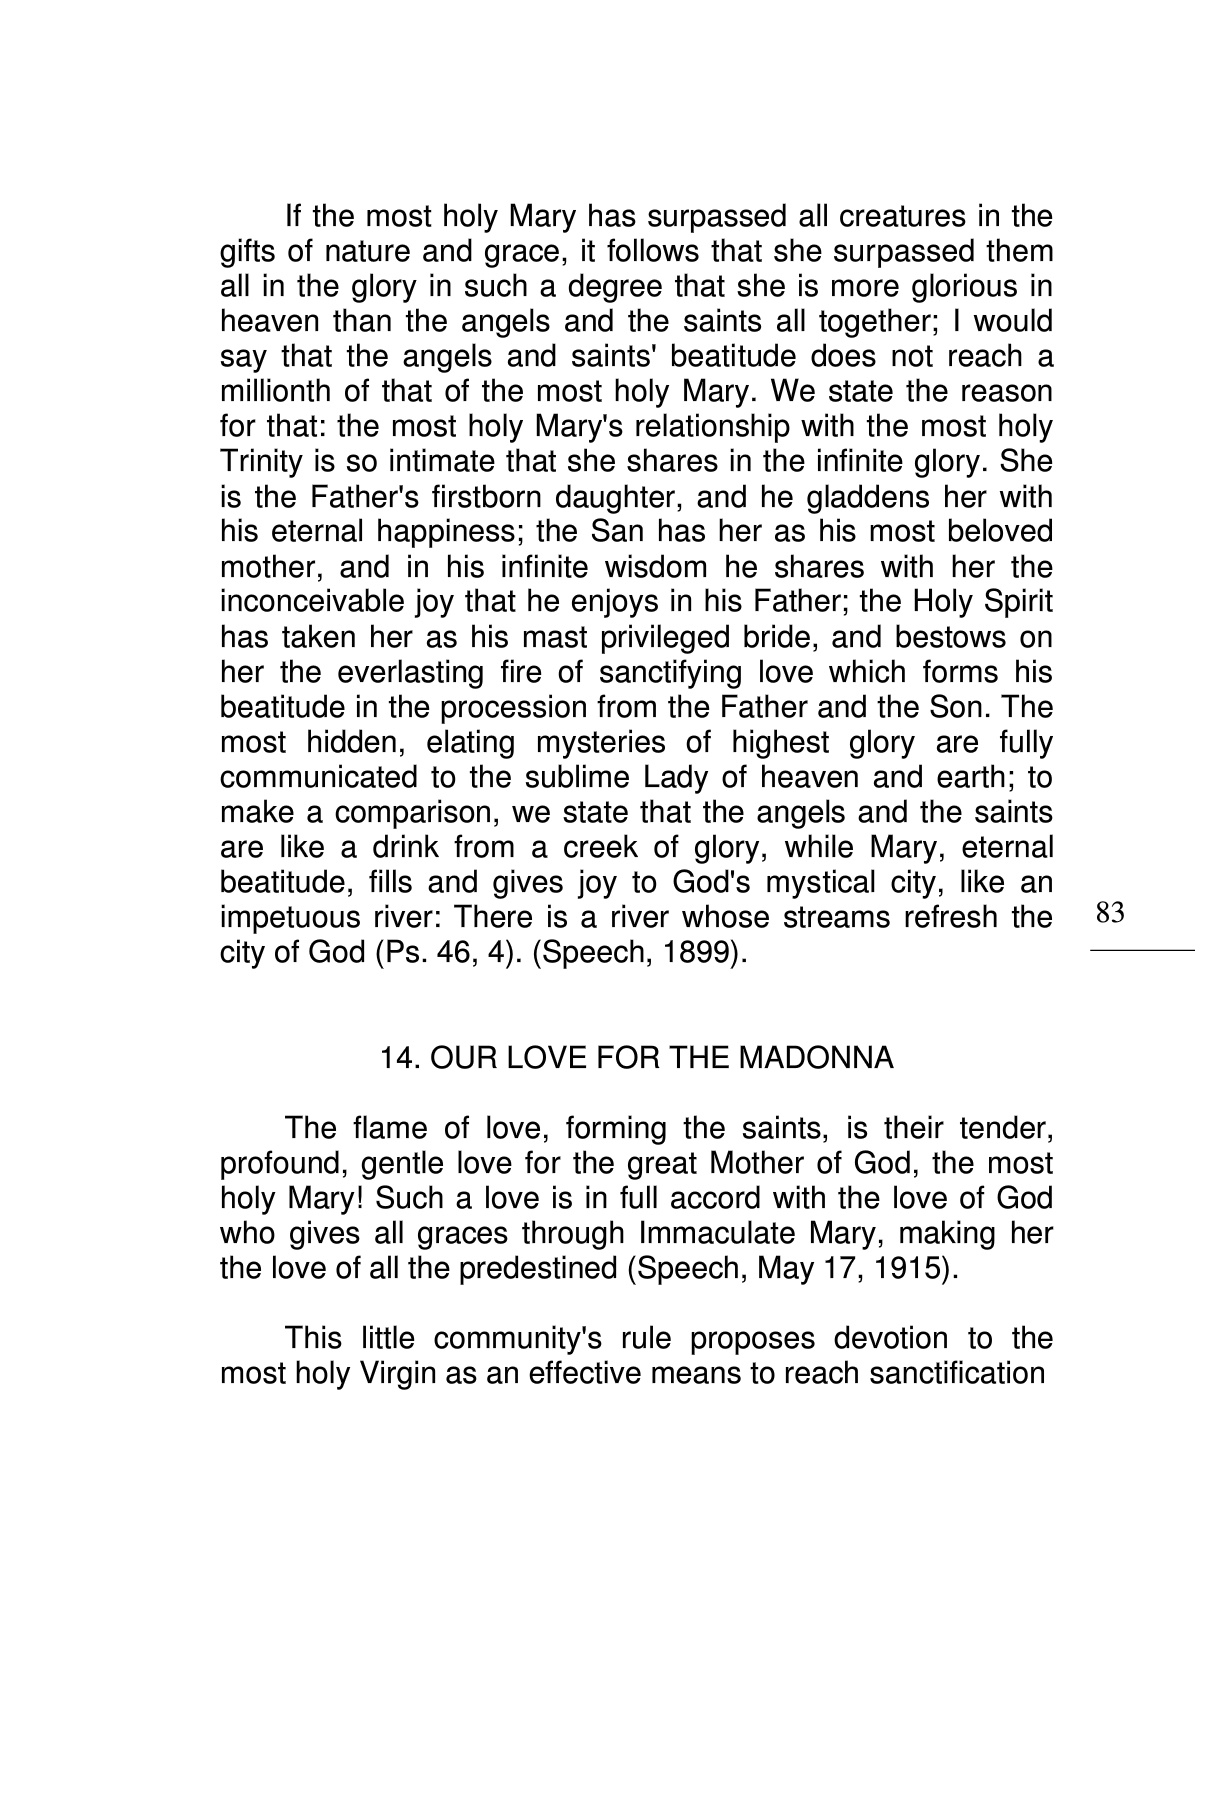 If the most holy Mary has surpassed all creatures in the
gifts of nature and grace, it follows that she surpassed them
all in the glory in such a degree that she is more glorious in
heaven than the angels and the saints all together; I would
say that the angels and saints' beatitude does not reach a
millionth of that of the most holy Mary. We state the reason
for that: the most holy Mary's relationship with the most holy
Trinity is so intimate that she shares in the infinite glory. She
is the Father's firstborn daughter, and he gladdens her with
his eternal happiness; the San has her as his most beloved
mother, and in his infinite wisdom he shares with her the
inconceivable joy that he enjoys in his Father; the Holy Spirit
has taken her as his mast privileged bride, and bestows on
her the everlasting fire of sanctifying love which forms his
beatitude in the procession from the Father and the Son. The
most hidden, elating mysteries of highest glory are fully
communicated to the sublime Lady of heaven and earth; to
make a comparison, we state that the angels and the saints
are like a drink from a creek of glory, while Mary, eternal
beatitude, fills and gives joy to God's mystical city, like an
impetuous river: There is a river whose streams refresh the
city of God (Ps. 46, 4). (Speech, 1899).
83
14. OUR LOVE FOR THE MADONNA
The flame of love, forming the saints, is their tender,
profound, gentle love for the great Mother of God, the most
holy Mary! Such a love is in full accord with the love of God
who gives all graces through Immaculate Mary, making her
the love of all the predestined (Speech, May 17, 1915).
This little community's rule proposes devotion to the
most holy Virgin as an effective means to reach sanctification